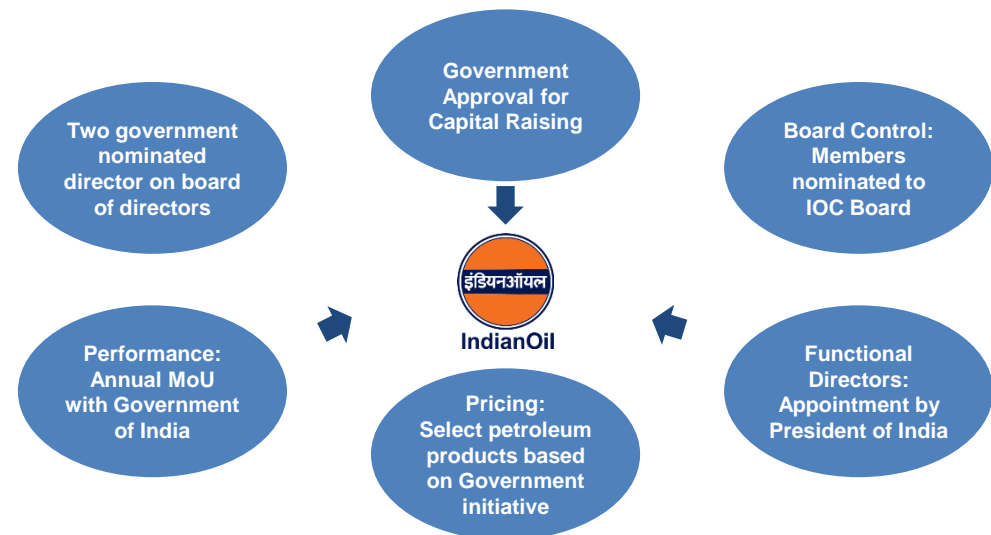 Government
Approval for
Capital Raising
Two government
nominated
director on board
of directors
Board Control:
Members
nominated to
IOC Board
इंडियनऑयल
IndianOil
Performance:
Annual MoU
with Government
of India
Pricing:
Select petroleum
products based
on Government
initiative
Functional
Directors:
Appointment by
President of India